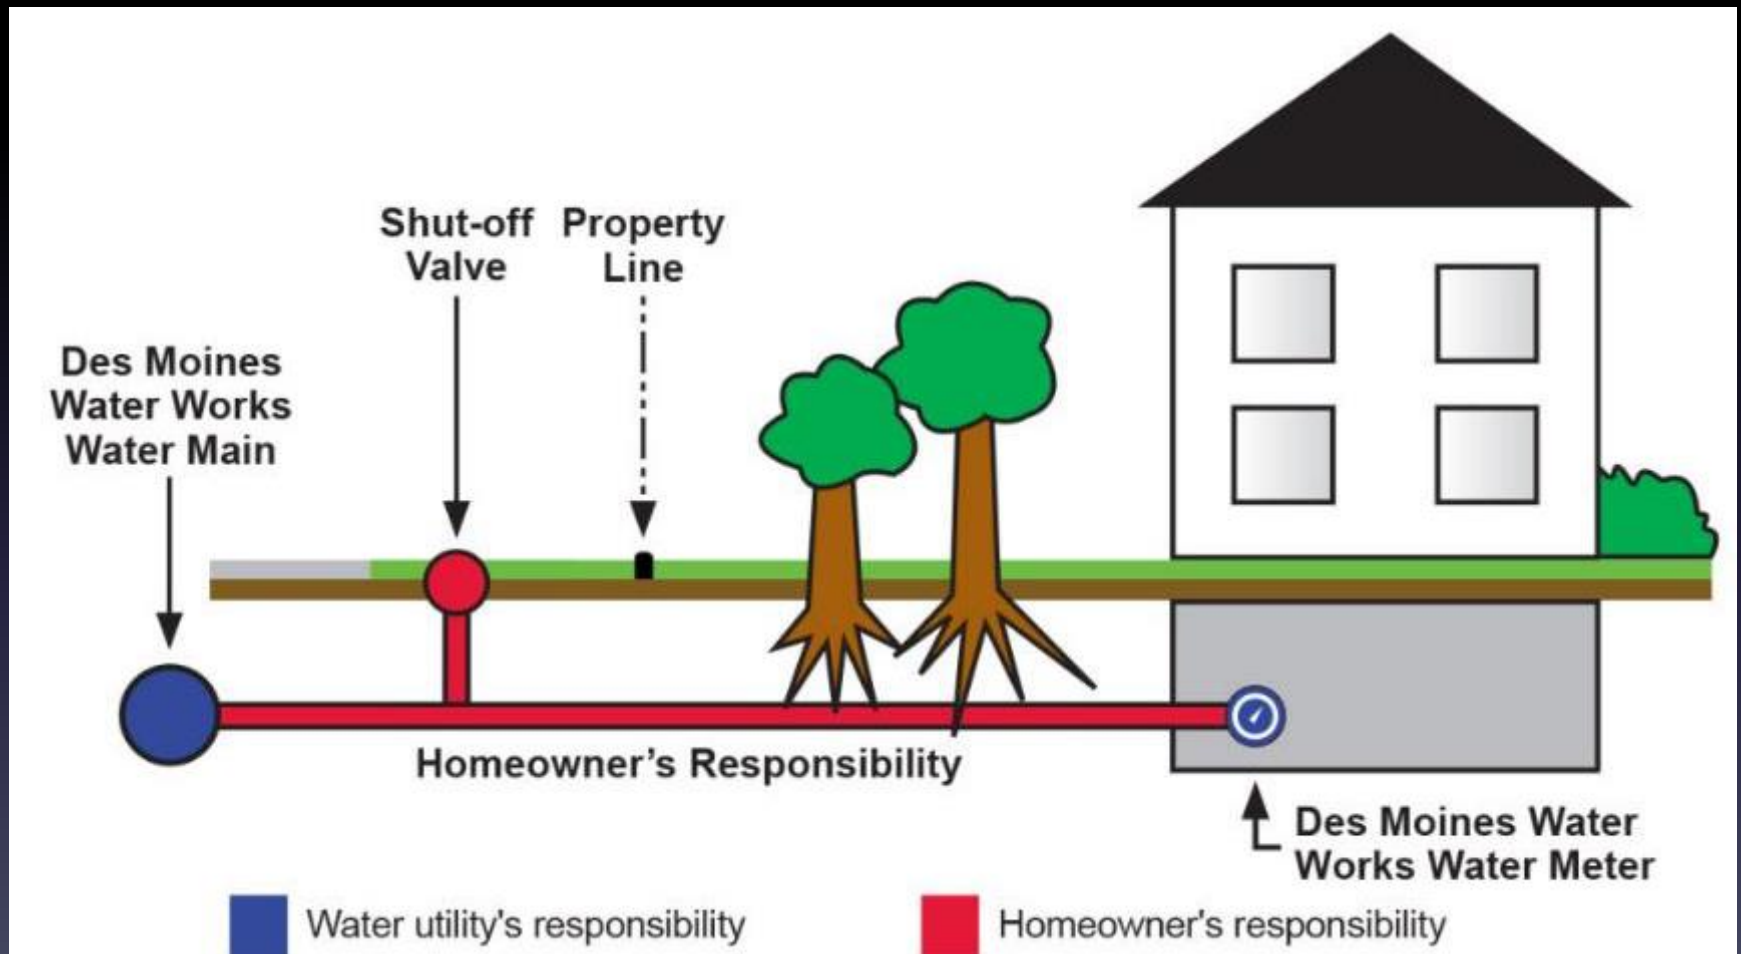 Shut-off
Valve
Property
Line
Des Moines
Water Works
Water Main
Homeowner’s Responsibility
Des Moines Water
Works Water Meter
Water utility's responsibility
Homeowner's responsibility